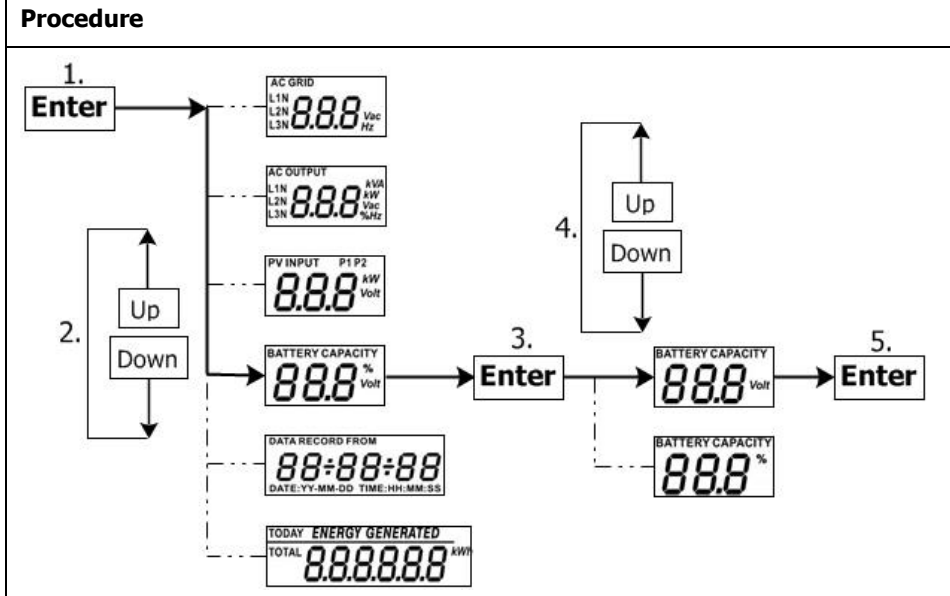 Procedure
1.
Enter
AC GRID
L1N
L2N
L3N
8.8.8
Vac
Hz
AC OUTPUT
L1N
L2N
L3N
8.8.8
kVA
kW
Vac
%Hz
PV INPUT P1 P2
8.8.8
kW
Volt
2.
Up
Down
BATTERY CAPACITY
88.8
%
Volt
3.
Enter
4.
Up
Down
BATTERY CAPACITY
88.8
Volt
5.
Enter
BATTERY CAPACITY
88.8
%
DATA RECORD FROM
88÷88÷88
DATE:YY-MM-DD TIME:HH:MM:SS
TODAY ENERGY GENERATED
TOTAL
8.8.8.8.8.8
kWh